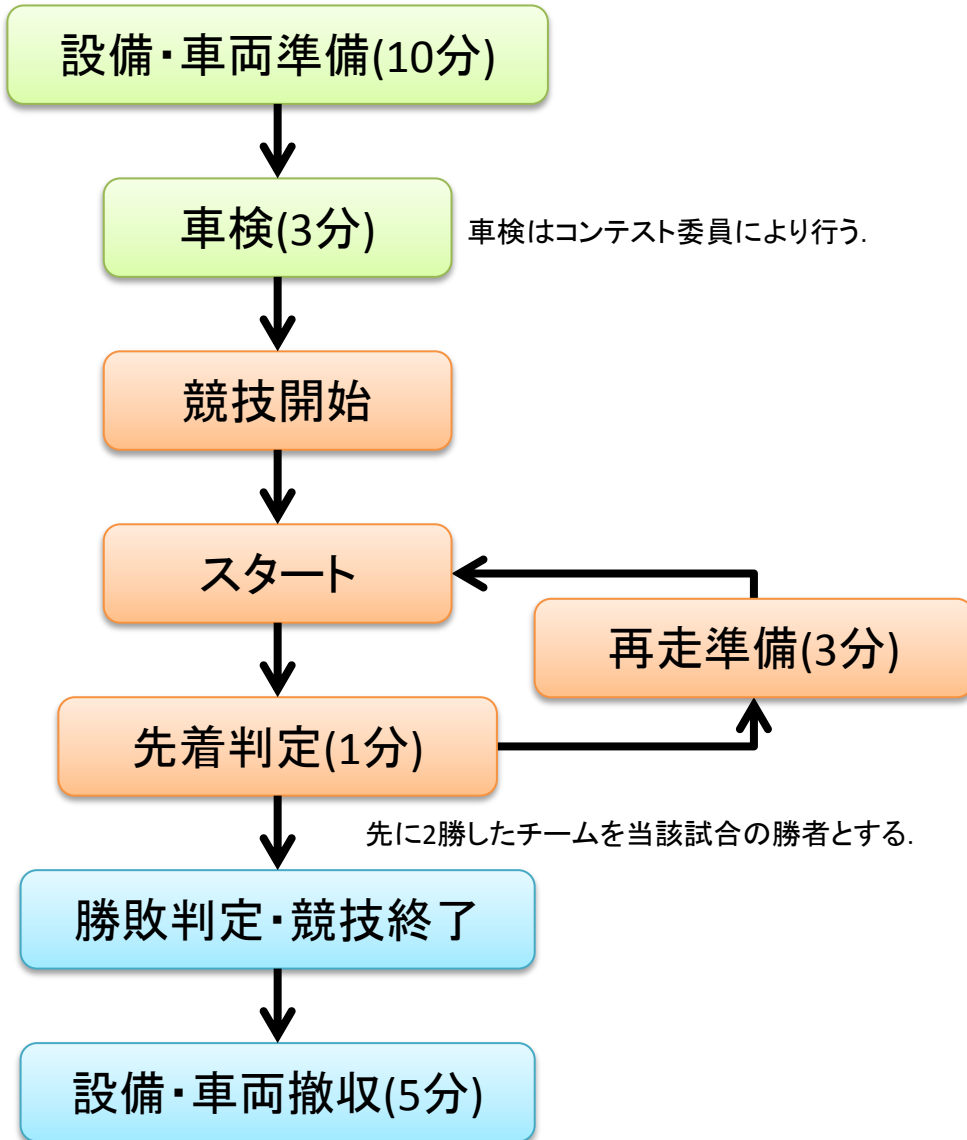 設備・車両準備(10分)
車検(3分)
車検はコンテスト委員により行う.
競技開始
スタート
再走準備(3分)
先着判定(1分)
先に2勝したチームを当該試合の勝者とする.
勝敗判定・競技終了
設備・車両撤収(5分)